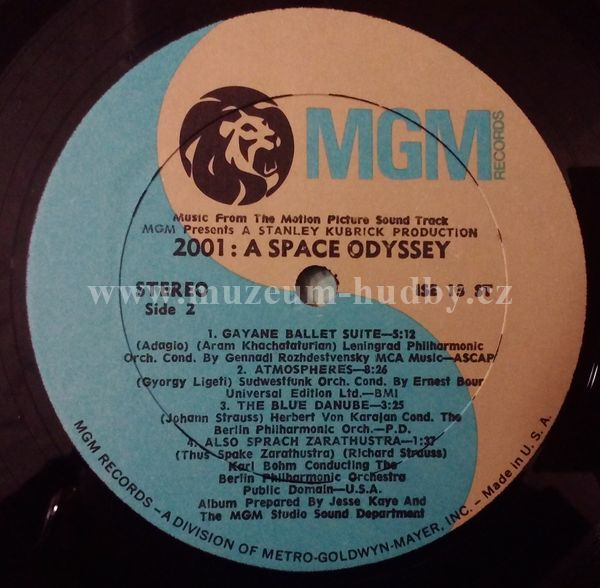 MGM
RECORDS
Music From The Motion Picture Sound Track
MGM Presents A STANLEY KUBRICK PRODUCTION
2001: A SPACE ODYSSEY
STEREO
Side 2
ISE 13 ST
www.muzeum-hudby.cz
1. GAYANE BALLET SUITE—5:12
(Adagio) (Aram Khachataturian) Leningrad Philharmonic
Orch. Cond. By Gennadi Rozhdestvensky MCA Music—ASCAP
2. ATMOSPHERES—8:26
(Gyorgy Ligeti) Sudwestfunk Orch. Cond. By Ernest Bour
Universal Edition Ltd.—BMI
3. THE BLUE DANUBE—3:25
(Johann Strauss) Herbert Von Karajan Cond. The
Berlin Philharmonic Orch.—P.D.
4. ALSO SPRACH ZARATHUSTRA—1:37
(Thus Spake Zarathustra) (Richard Strauss)
Karl Bohm Conducting The
Berlin Philharmonic Orchestra
Public Domain—U.S.A.
Album Prepared By Jesse Kaye And
The MGM Studio Sound Department
MGM RECORDS – A DIVISION OF METRO-GOLDWYN-MAYER, INC. – Made in U. S. A.